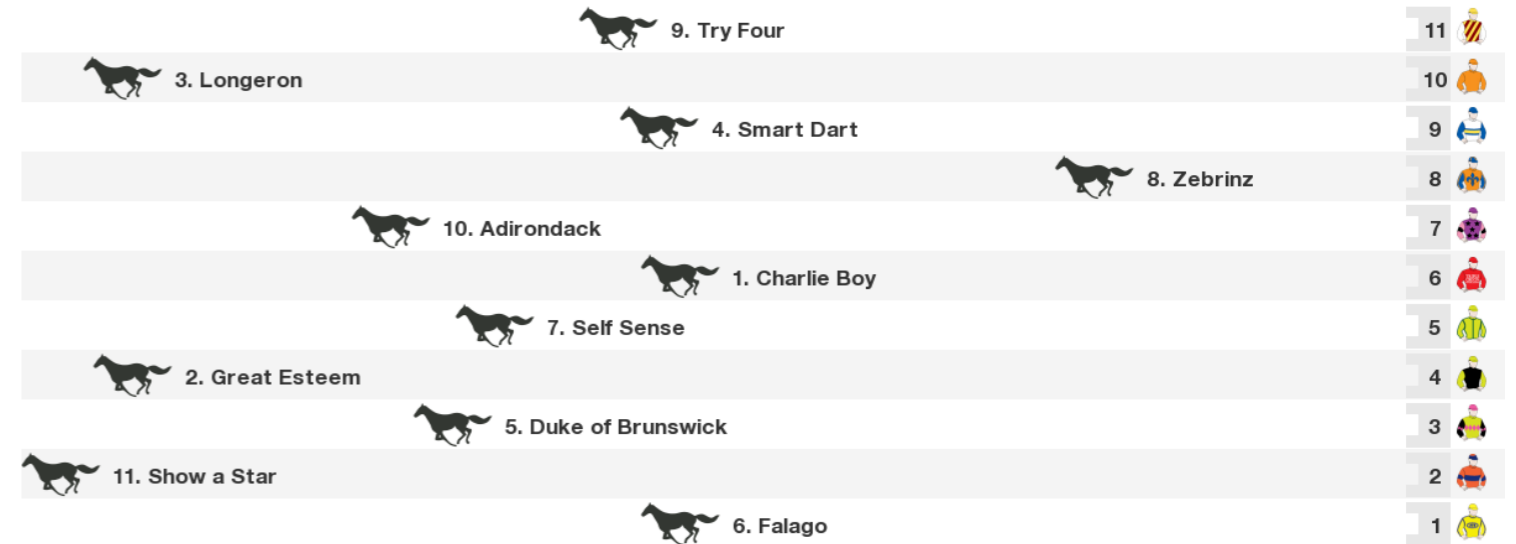 9. Try Four 11
3. Longeron 10
4. Smart Dart 9
8. Zebrinz 8
10. Adirondack 7
1. Charlie Boy 6
7. Self Sense 5
2. Great Esteem 4
5. Duke of Brunswick 3
11. Show a Star 2
6. Falago 1